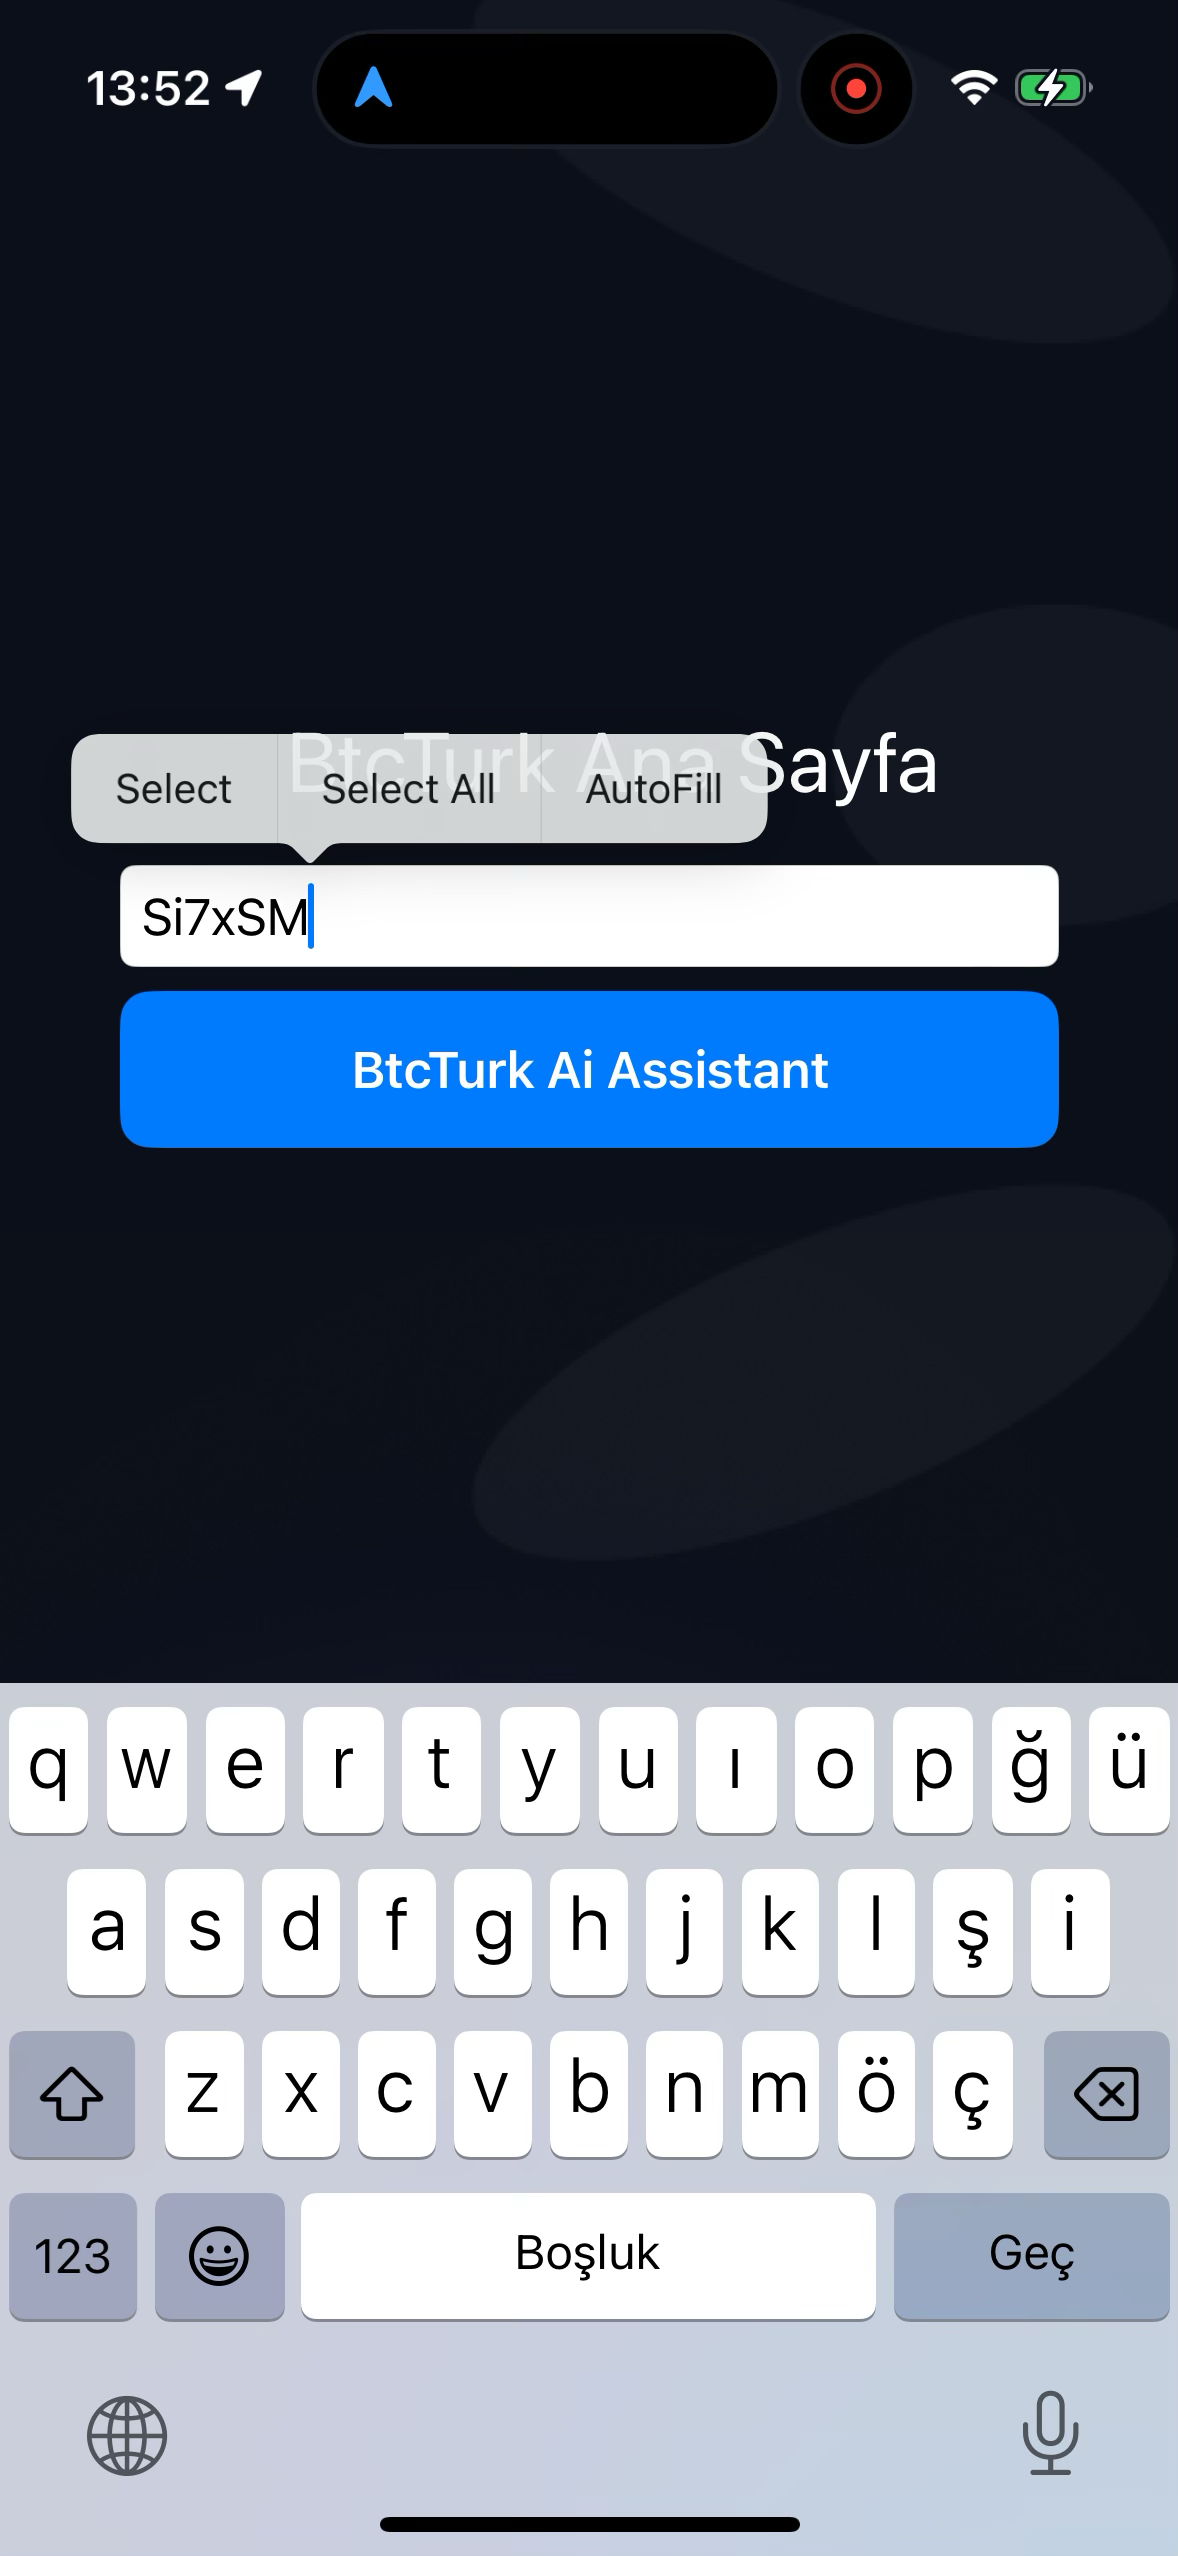 13:52
BtcTurk Ana Sayfa
Select Select All AutoFill
Si7xSM
BtcTurk Ai Assistant
q w e r t y u ı o p ğ ü
a s d f g h j k l ş i
z x c v b n m ö ç
123 Boşluk Geç